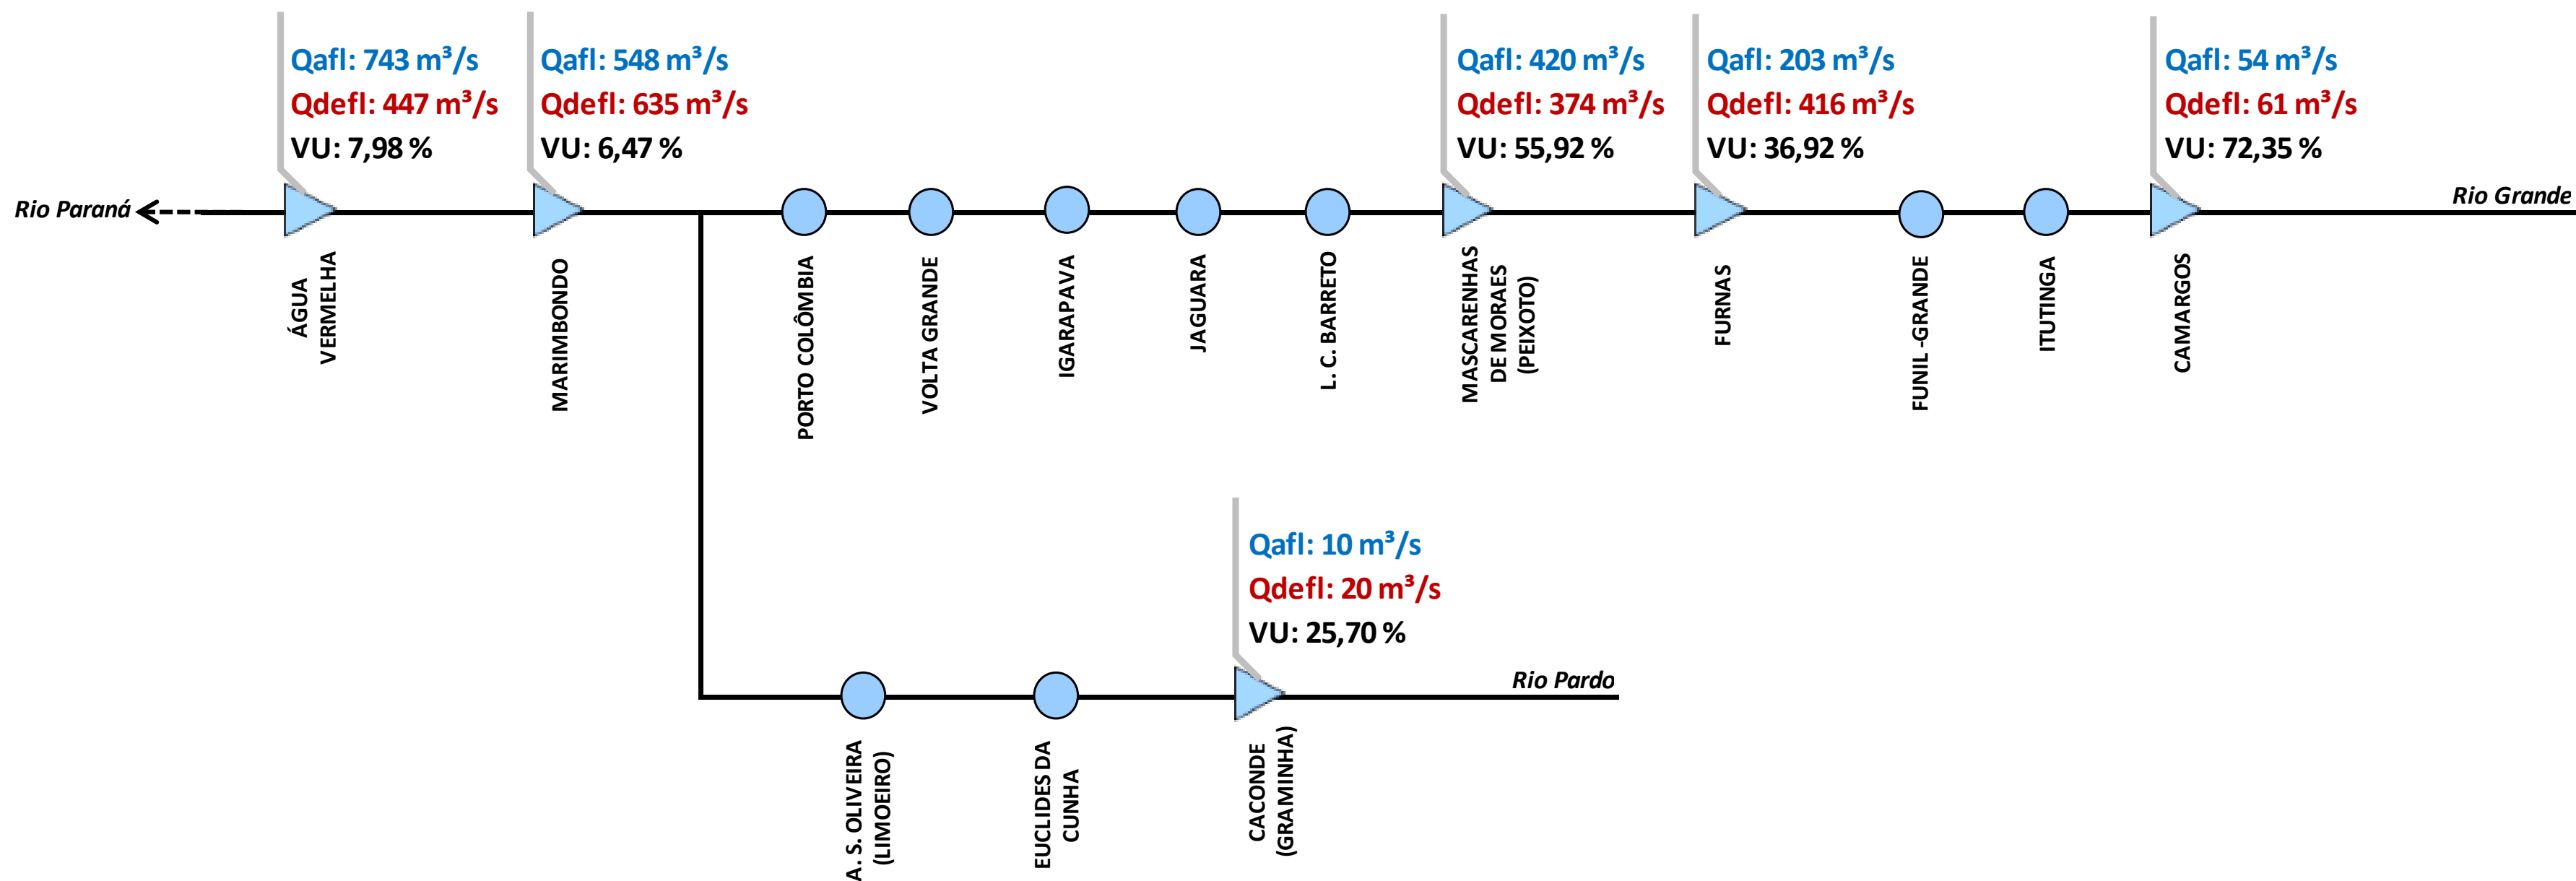 Qafl: 743 m³/s
Qdefl: 447 m³/s
VU: 7,98 %
Qafl: 548 m³/s
Qdefl: 635 m³/s
VU: 6,47 %
Qafl: 420 m³/s
Qdefl: 374 m³/s
VU: 55,92 %
Qafl: 203 m³/s
Qdefl: 416 m³/s
VU: 36,92 %
Qafl: 54 m³/s
Qdefl: 61 m³/s
VU: 72,35 %
Rio Paraná
Rio Grande
ÁGUA
VERMELHA
MARIMBONDO
PORTO COLÔMBIA
VOLTA GRANDE
IGARAPAVA
JAGUARA
L. C. BARRETO
MASCARENHAS
DE MORAES
(PEIXOTO)
FURNAS
FUNIL -GRANDE
ITUTINGA
CAMARGOS
Qafl: 10 m³/s
Qdefl: 20 m³/s
VU: 25,70 %
Rio Pardo
A. S. OLIVEIRA
(LIMOEIRO)
EUCLIDES DA
CUNHA
CACONDE
(GRAMINHA)